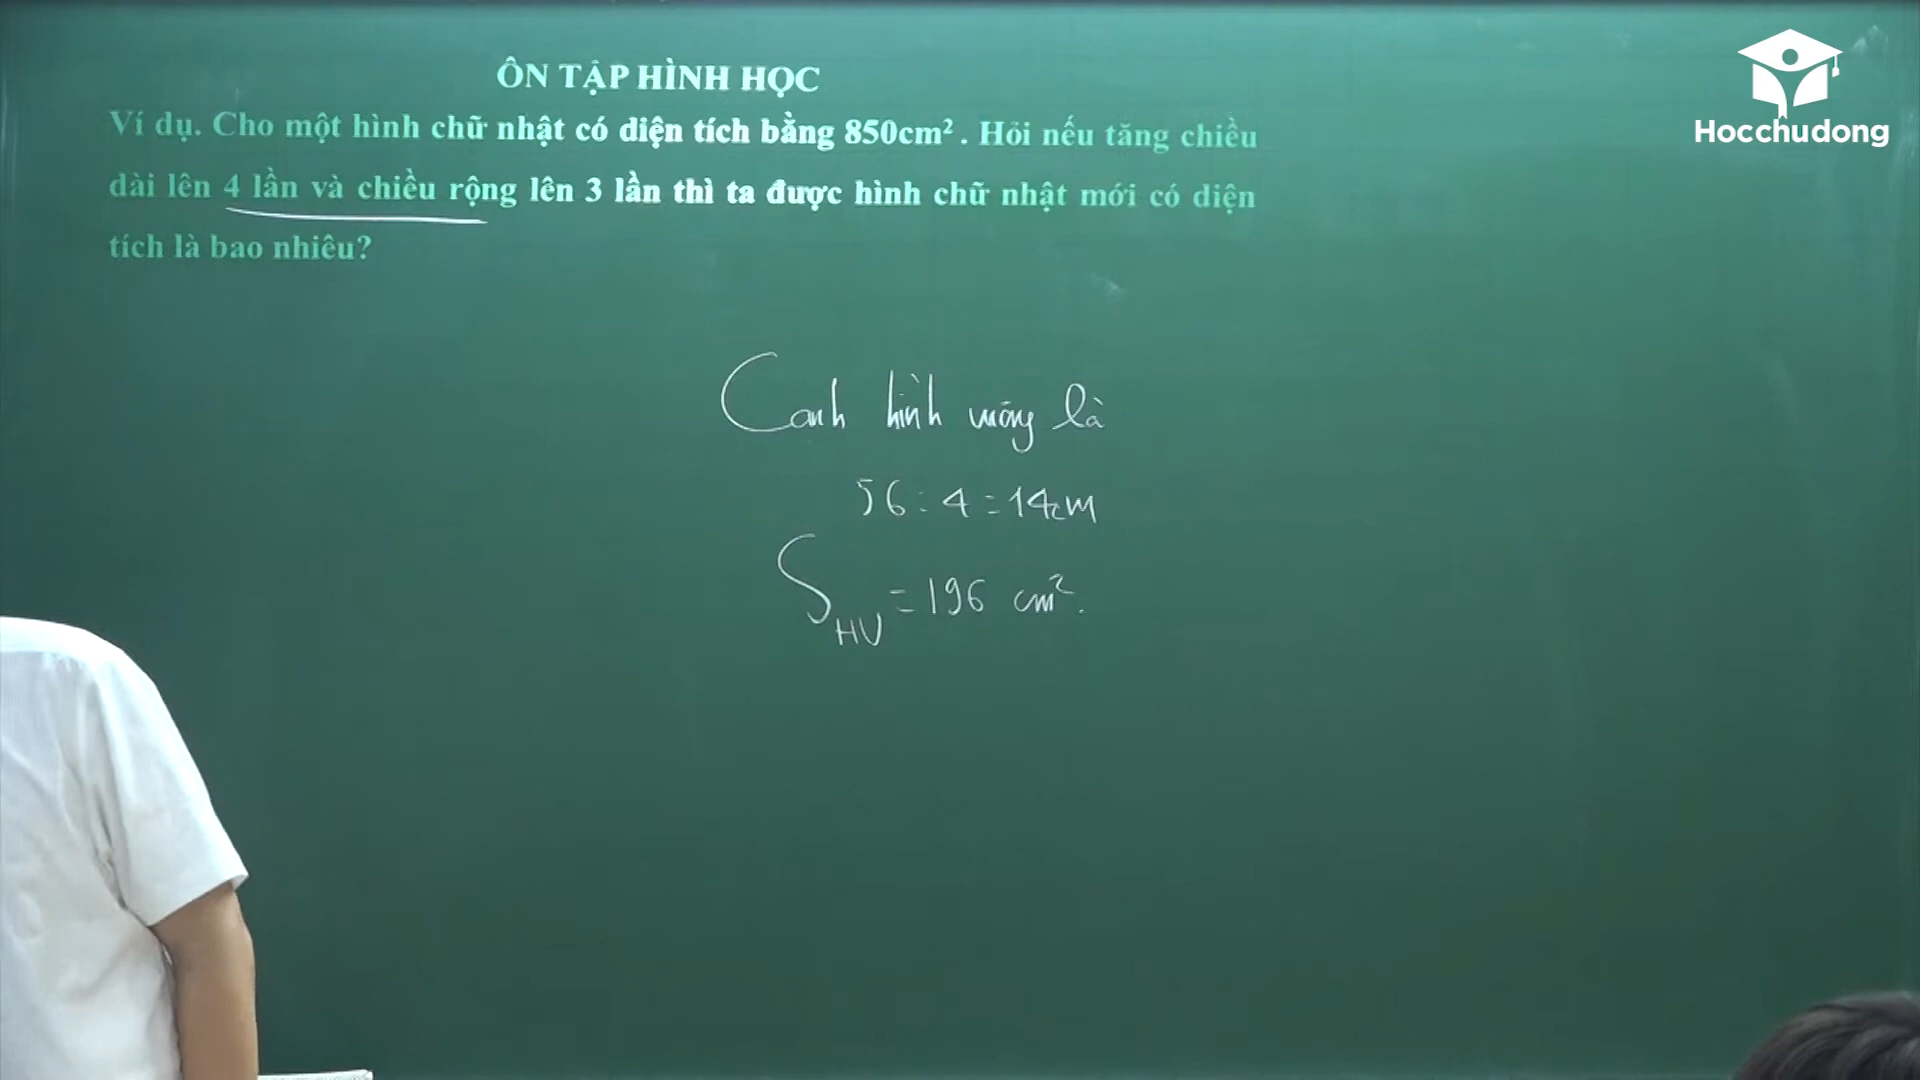 Hocchudong
ÔN TẬP HÌNH HỌC
Ví dụ. Cho một hình chữ nhật có diện tích bằng 850cm². Hỏi nếu tăng chiều
dài lên 4 lần và chiều rộng lên 3 lần thì ta được hình chữ nhật mới có diện
tích là bao nhiêu?
Cạnh hình vuông là
56 : 4 = 14cm
S HV = 196 cm².